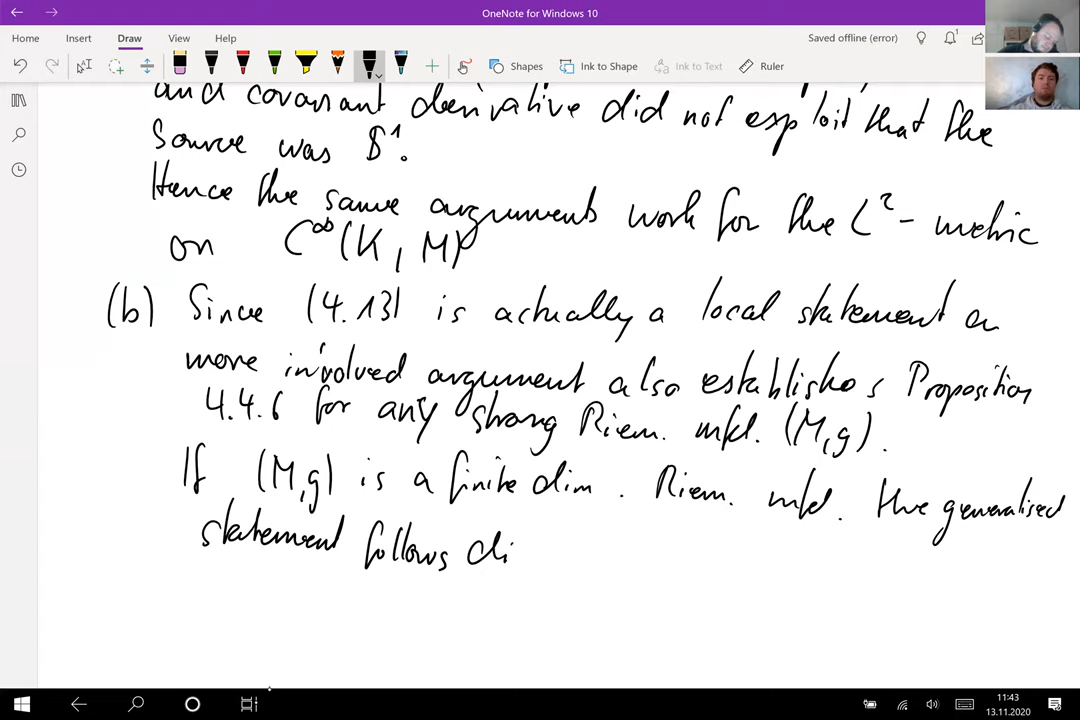 OneNote for Windows 10
Home Insert Draw View Help
Saved offline (error)
Shapes Ink to Shape Ink to Text Ruler
and covariant derivative did not exploit that the
Source was S¹.
Hence the same arguments work for the L² - metric
on C^∞(K, M)
(b) Since (4.13) is actually a local statement a
more involved argument also establishes Proposition
4.4.6 for any strong Riem. mfd. (M,g).
If (M,g) is a finite dim. Riem. mfd. the generalised
statement follows di
11:43
13.11.2020